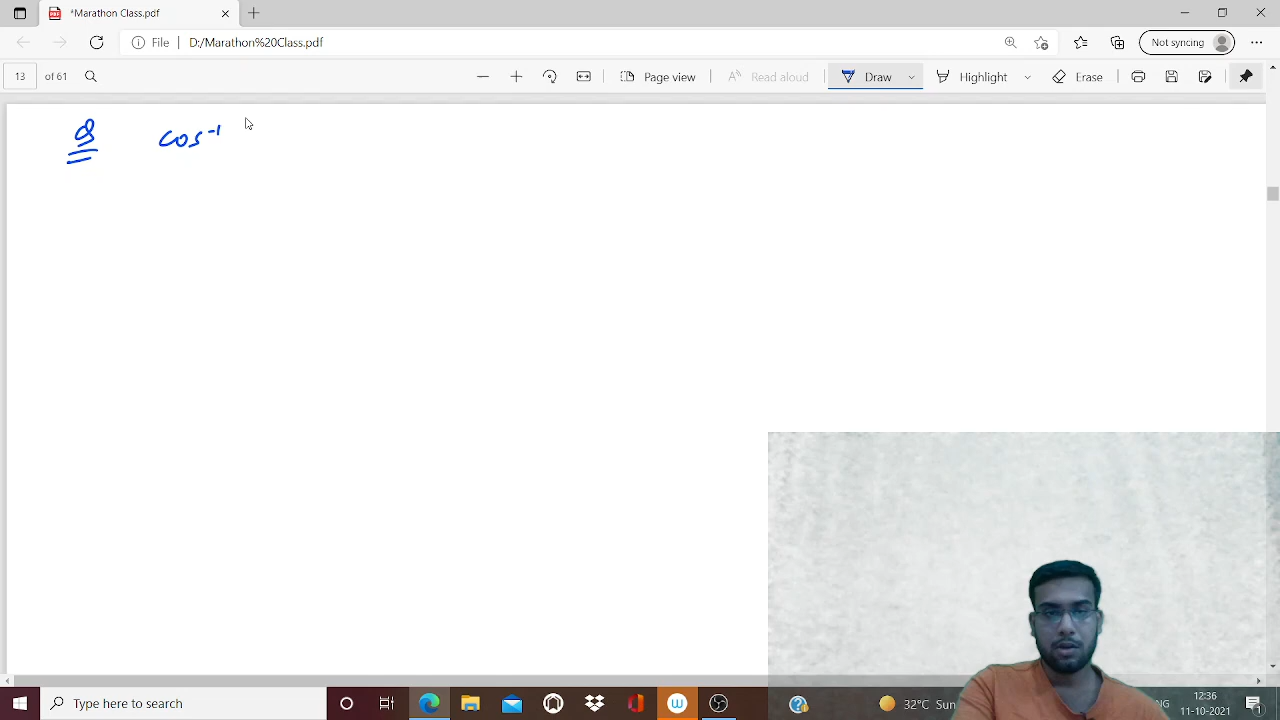 *Marathon Class.pdf
File | D:/Marathon%20Class.pdf
Not syncing
13 of 61
Page view
Read aloud
Draw
Highlight
Erase
Q cos⁻¹
Type here to search
32°C Sun
12:36
11-10-2021